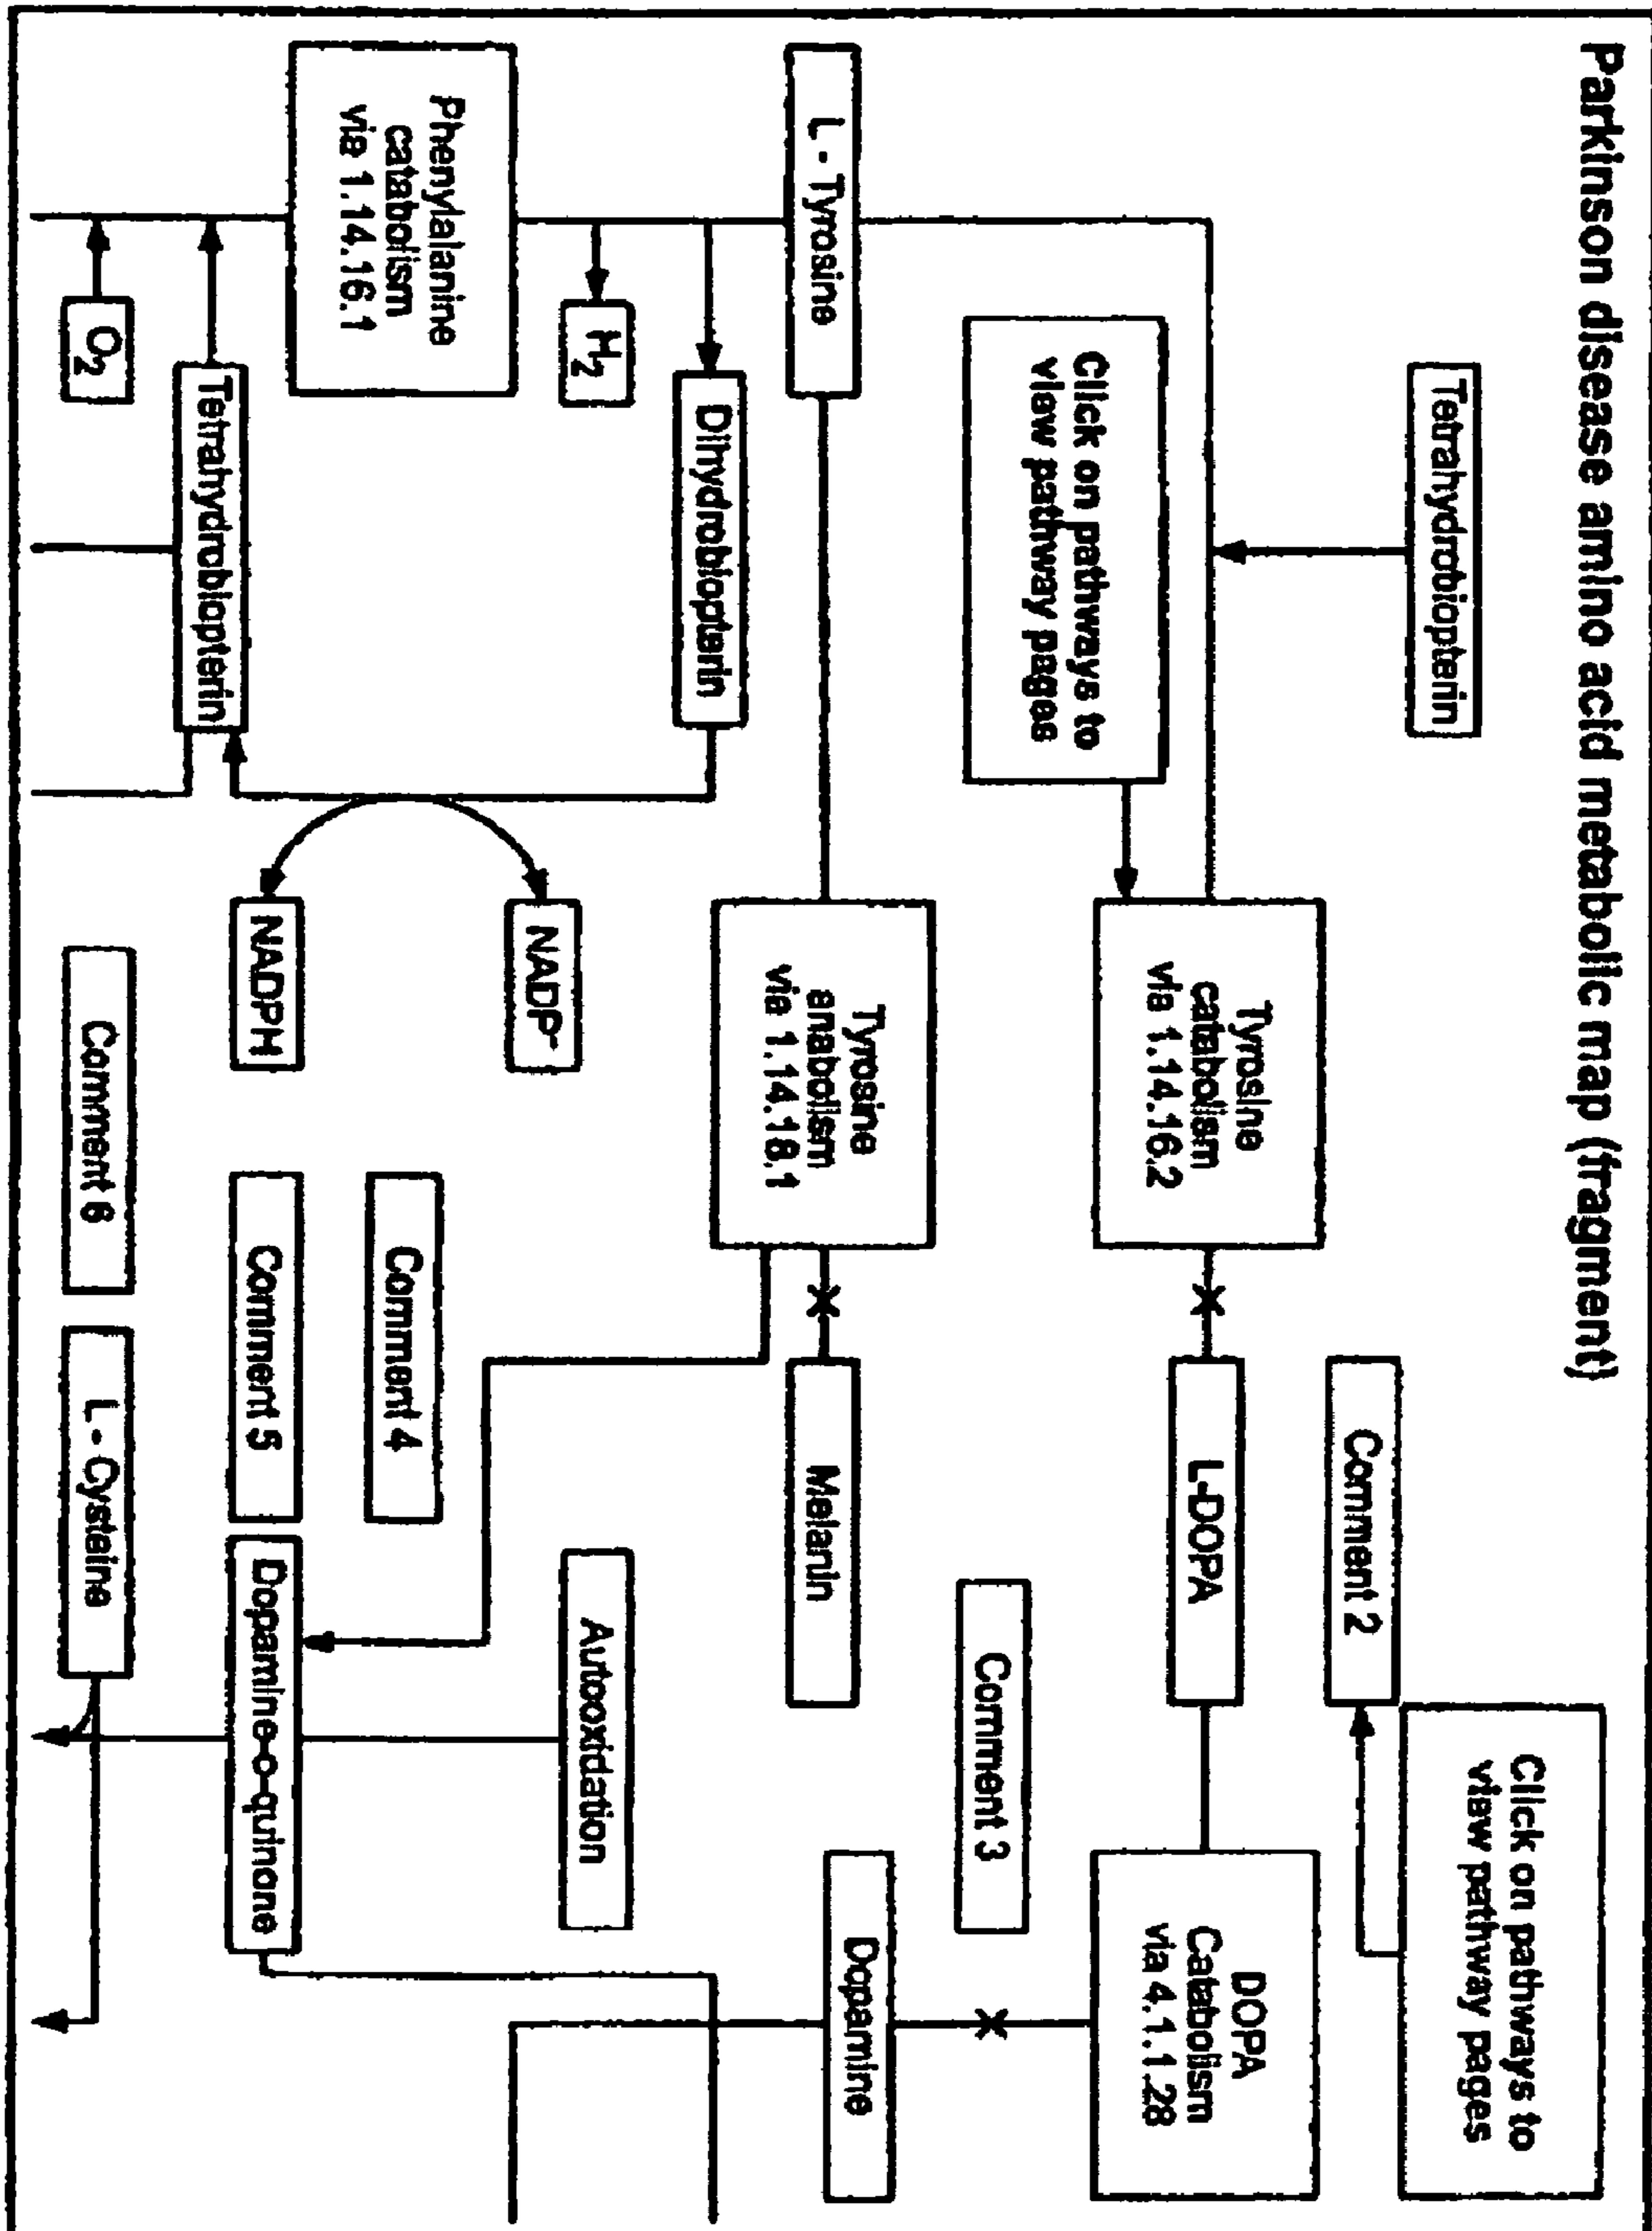 Parkinson disease amino acid metabolic map (fragment)
Tetrahydrobiopterin
Click on pathways to
view pathway pages
Comment 2
Click on pathways to
view pathway pages
Tyrosine
catabolism
via 1.14.16.2
L-DOPA
DOPA
Catabolism
via 4.1.1.28
Comment 3
L - Tyrosine
Tyrosine
anabolism
via 1.14.18.1
Melanin
Dopamine
Dihydrobiopterin
H2
NADP-
Autooxidation
Phenylalanine
catabolism
via 1.14.16.1
Comment 4
Tetrahydrobiopterin
NADPH
Comment 5
Dopamine-o-quinone
O2
Comment 6
L - Cysteine